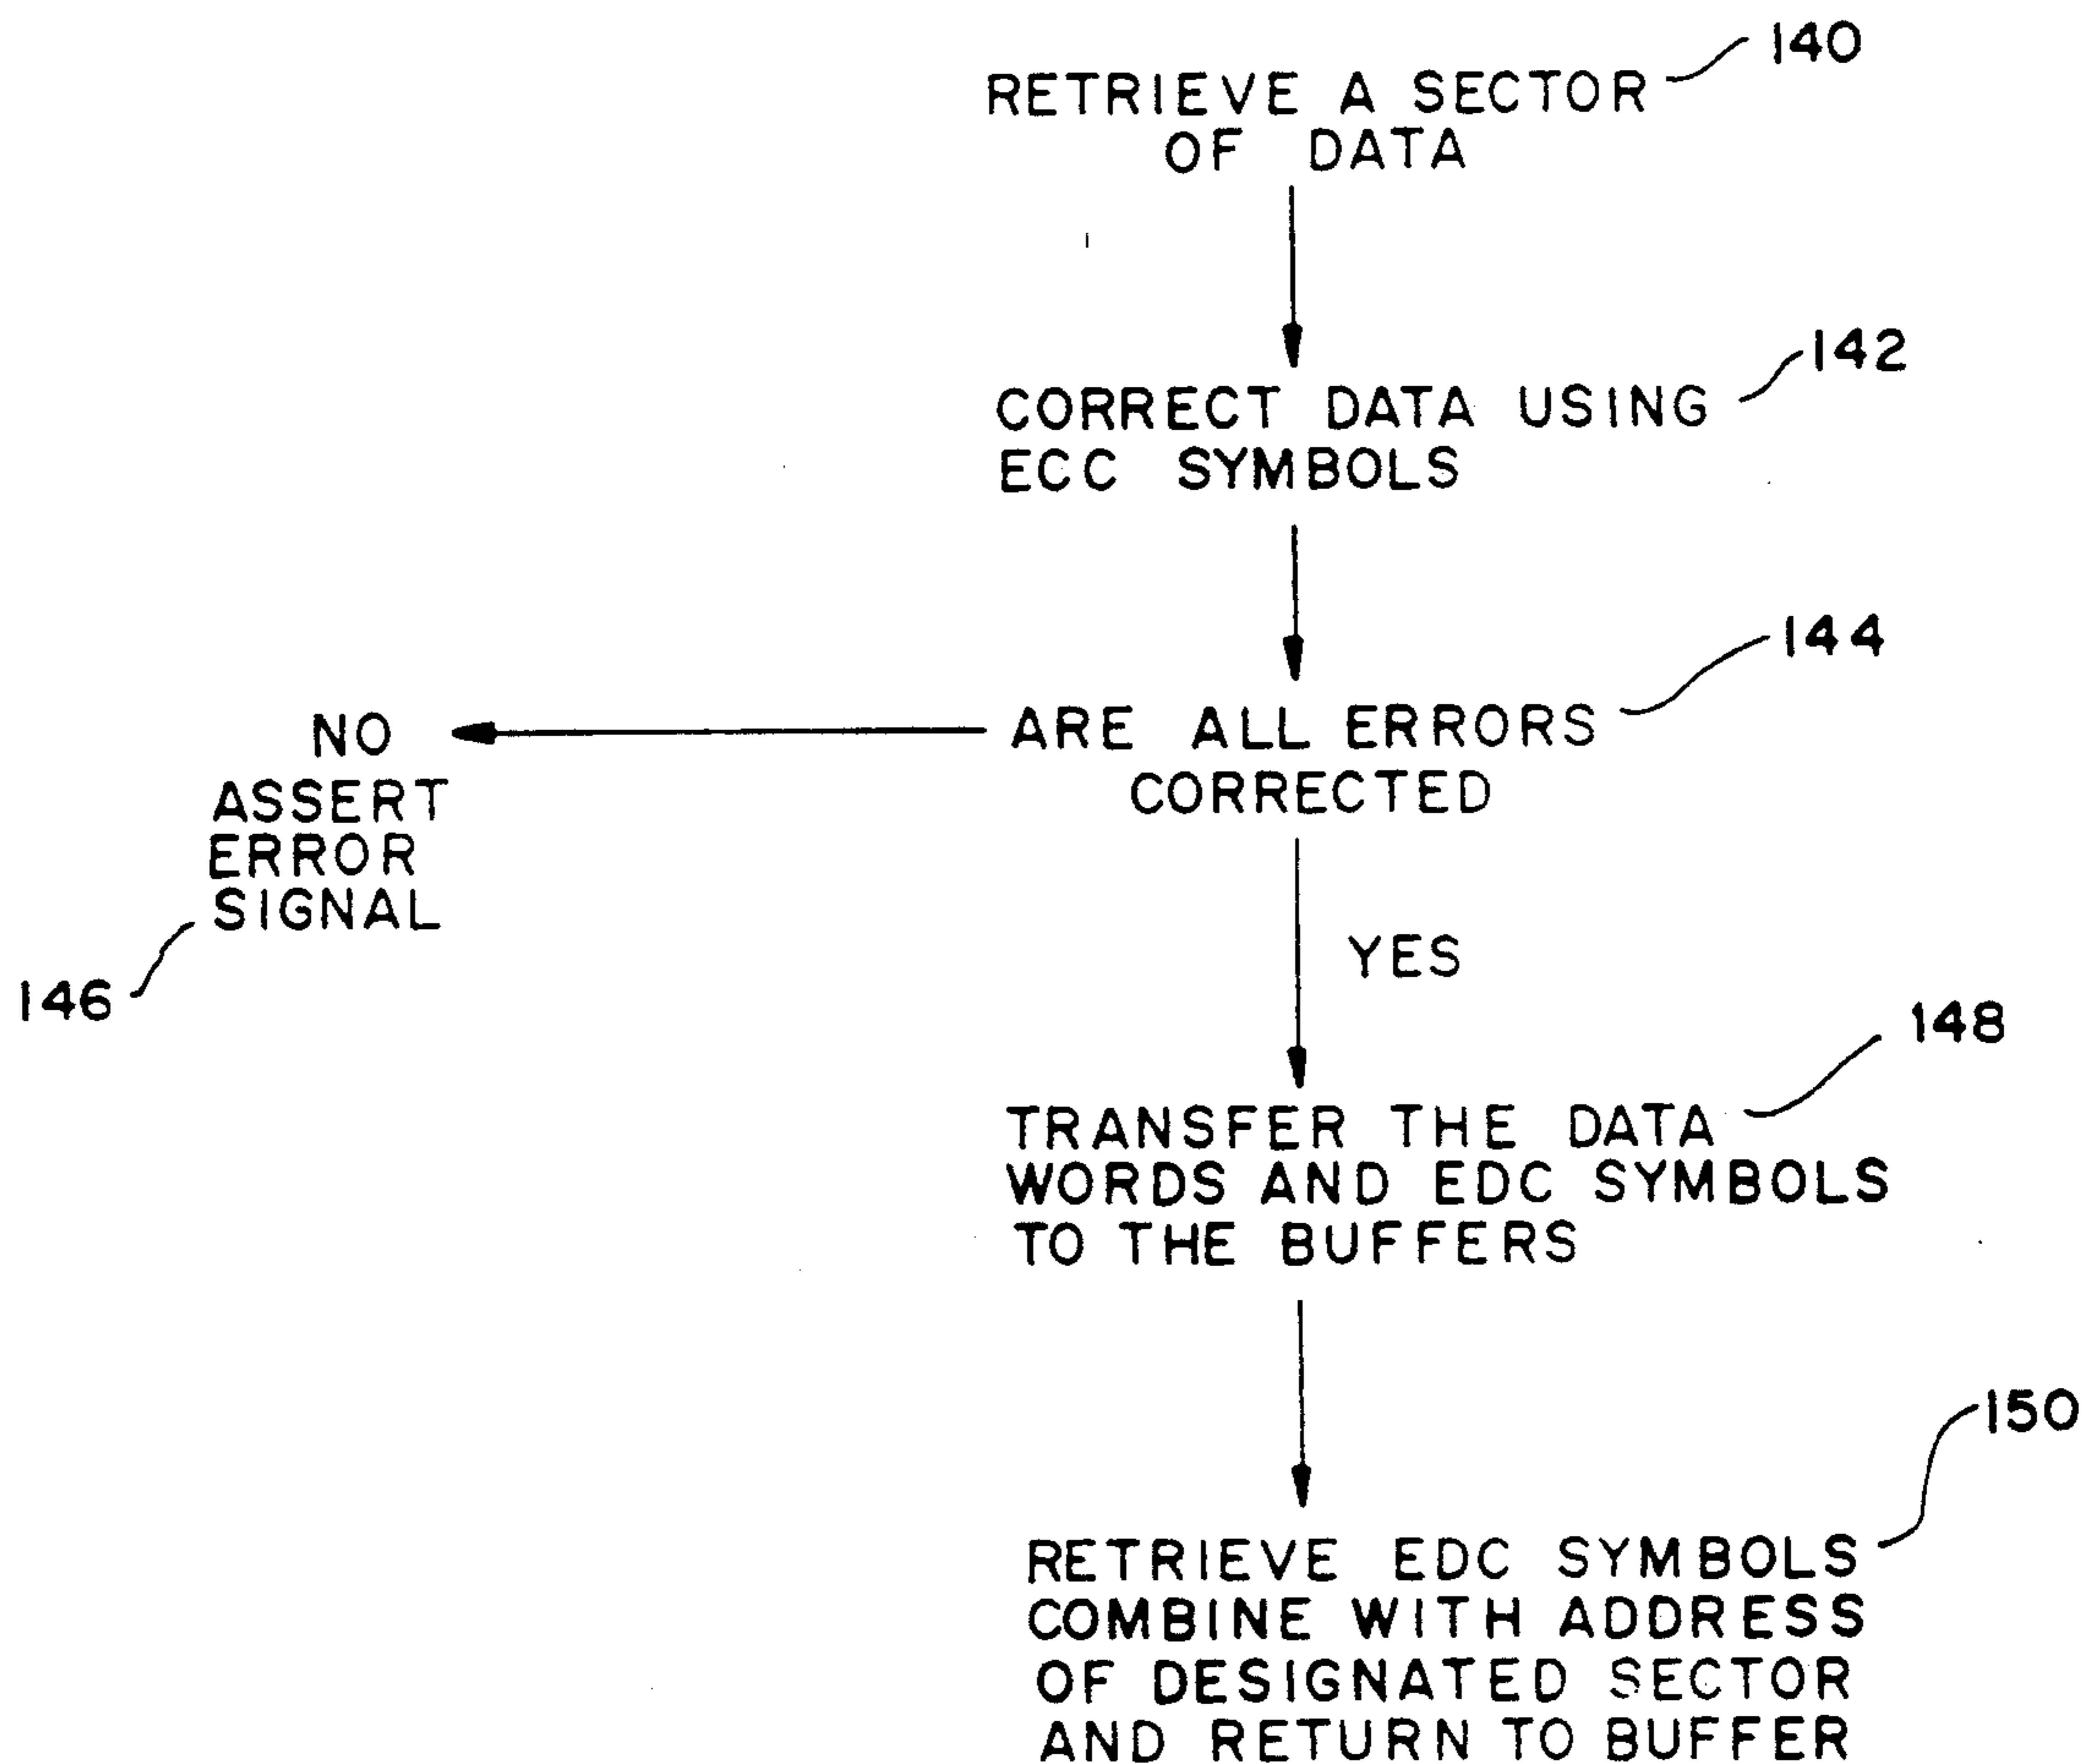 140
RETRIEVE A SECTOR
OF DATA
142
CORRECT DATA USING
ECC SYMBOLS
144
ARE ALL ERRORS
CORRECTED
NO
ASSERT
ERROR
SIGNAL
146
YES
148
TRANSFER THE DATA
WORDS AND EDC SYMBOLS
TO THE BUFFERS
150
RETRIEVE EDC SYMBOLS
COMBINE WITH ADDRESS
OF DESIGNATED SECTOR
AND RETURN TO BUFFER